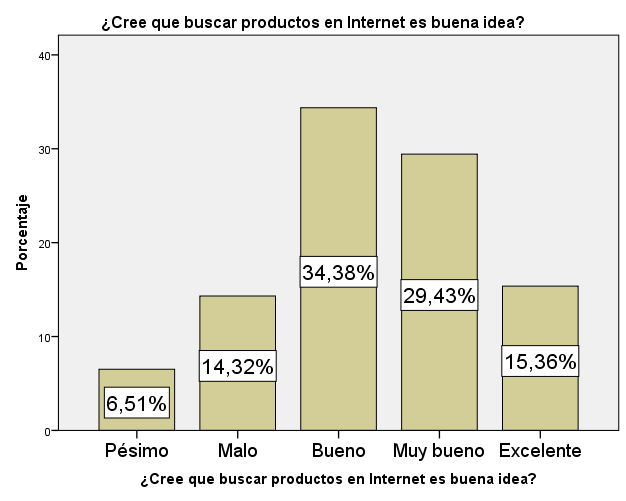 ¿Cree que buscar productos en Internet es buena idea?
40
30
20
10
0
Porcentaje
6,51%
14,32%
34,38%
29,43%
15,36%
Pésimo
Malo
Bueno
Muy bueno
Excelente
¿Cree que buscar productos en Internet es buena idea?